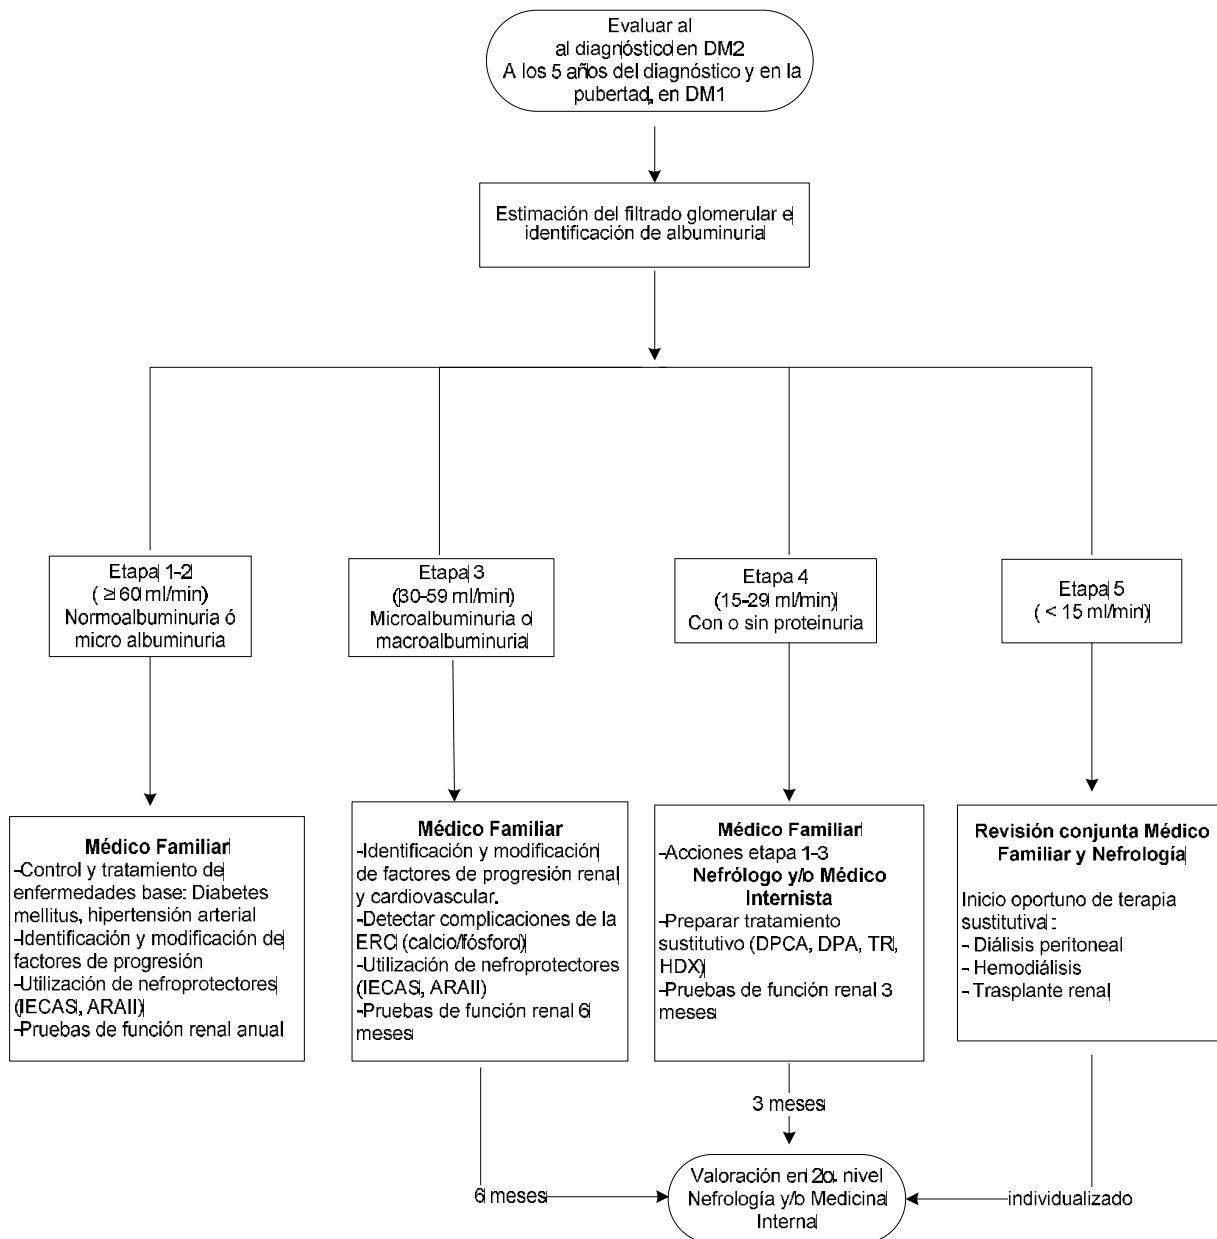 Evaluar al
al diagnóstico en DM2
A los 5 años del diagnóstico y en la
pubertad, en DM1
Estimación del filtrado glomerular e
identificación de albuminuria
Etapa 1-2
( ≥ 60 ml/min)
Normoalbuminuria ó
micro albuminuria
Etapa 3
(30-59 ml/min)
Microalbuminuria o
macroalbuminuria
Etapa 4
(15-29 ml/min)
Con o sin proteinuria
Etapa 5
( < 15 ml/min)
Médico Familiar
-Control y tratamiento de
enfermedades base: Diabetes
mellitus, hipertensión arterial
-Identificación y modificación de
factores de progresión
-Utilización de nefroprotectores
(IECAS, ARAII)
-Pruebas de función renal anual
Médico Familiar
-Identificación y modificación
de factores de progresión renal
y cardiovascular.
-Detectar complicaciones de la
ERC (calcio/fósforo)
-Utilización de nefroprotectores
(IECAS, ARAII)
-Pruebas de función renal 6
meses
Médico Familiar
-Acciones etapa 1-3
Nefrólogo y/o Médico
Internista
-Preparar tratamiento
sustitutivo (DPCA, DPA, TR,
HDX)
-Pruebas de función renal 3
meses
Revisión conjunta Médico
Familiar y Nefrología
Inicio oportuno de terapia
sustitutiva :
- Diálisis peritoneal
- Hemodiálisis
- Trasplante renal
3 meses
6 meses
Valoración en 2o. nivel
Nefrología y/o Medicina
Interna
individualizado